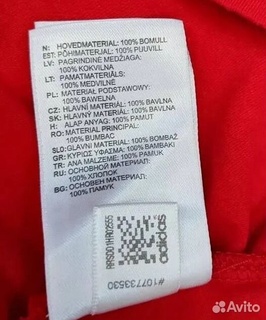 N: HOVEDMATERIAL: 100% BOMULL
EST: PÕHIMATERJAL: 100% PUUVILL
LV: PAGRINDINE MEDŽIAGA:
100% KOKVILNA
LT: PAMATMATERIĀLS:
100% MEDVILNĖ
PL: MATERIAŁ PODSTAWOWY:
100% BAWEŁNA
CZ: HLAVNÍ MATERIÁL: 100% BAVLNA
SK: HLAVNÝ MATERIÁL: 100% BAVLNA
H: ALAP ANYAG: 100% PAMUT
RO: MATERIAL PRINCIPAL:
100% BUMBAC
SLO: GLAVNI MATERIAL: 100% BOMBAŽ
GR: ΚΥΡΙΩΣ ΥΦΑΣΜΑ: 100% ΒΑΜΒΑΚΙ
TR: ANA MALZEME: 100% PAMUK
RUS: ОСНОВНОЙ МАТЕРИАЛ:
100% ХЛОПОК
BG: ОСНОВЕН МАТЕРИАЛ:
100% ПАМУК
adidas
#107733530
Avito